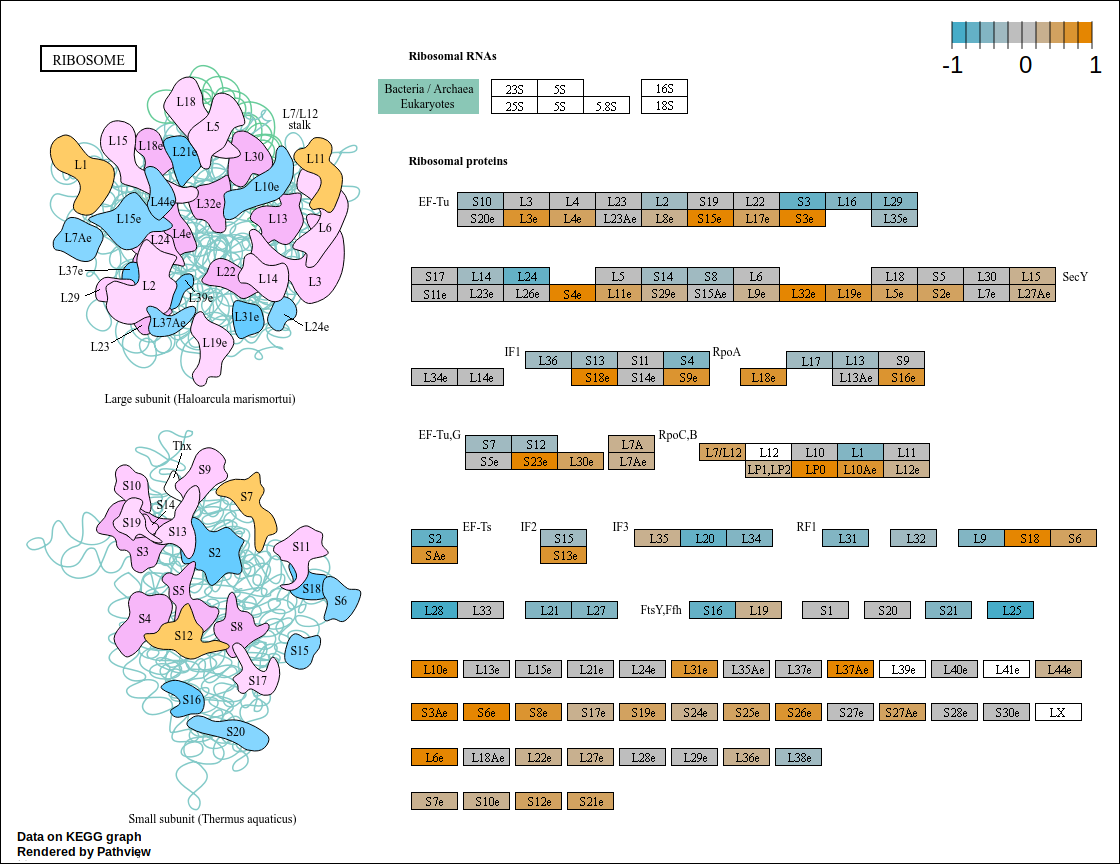 RIBOSOME
-1 0 1
Ribosomal RNAs
Bacteria / Archaea
Eukaryotes
23S 5S 16S
25S 5S 5.8S 18S
L18
L5
L7/L12
stalk
L15
L18e
L21e
L30
L11
L1
L10e
L44e
L32e
L15e
L13
L6
L7Ae
L24
L4e
L37e
L22
L14
L3
L2
L29
L39e
L37Ae
L31e
L24e
L23
L19e
Large subunit (Haloarcula marismortui)
Thx
S9
S10
S7
S14
S19
S13
S3
S2
S11
S5
S18
S6
S4
S12
S8
S15
S17
S16
S20
Small subunit (Thermus aquaticus)
Ribosomal proteins
EF-Tu S10 L3 L4 L23 L2 S19 L22 S3 L16 L29
S20e L3e L4e L23Ae L8e S15e L17e S3e L35e
S17 L14 L24 L5 S14 S8 L6 L18 S5 L30 L15 SecY
S11e L23e L26e S4e L11e S29e S15Ae L9e L32e L19e L5e S2e L7e L27Ae
IF1 L36 S13 S11 S4 RpoA L17 L13 S9
L34e L14e S18e S14e S9e L18e L13Ae S16e
EF-Tu,G S7 S12 L7A RpoC,B L7/L12 L12 L10 L1 L11
S5e S23e L30e L7Ae LP1,LP2 LP0 L10Ae L12e
S2 EF-Ts IF2 S15 IF3 L35 L20 L34 RF1 L31 L32 L9 S18 S6
SAe S13e
L28 L33 L21 L27 FtsY,Ffh S16 L19 S1 S20 S21 L25
L10e L13e L15e L21e L24e L31e L35Ae L37e L37Ae L39e L40e L41e L44e
S3Ae S6e S8e S17e S19e S24e S25e S26e S27e S27Ae S28e S30e LX
L6e L18Ae L22e L27e L28e L29e L36e L38e
S7e S10e S12e S21e
Data on KEGG graph
Rendered by Pathview